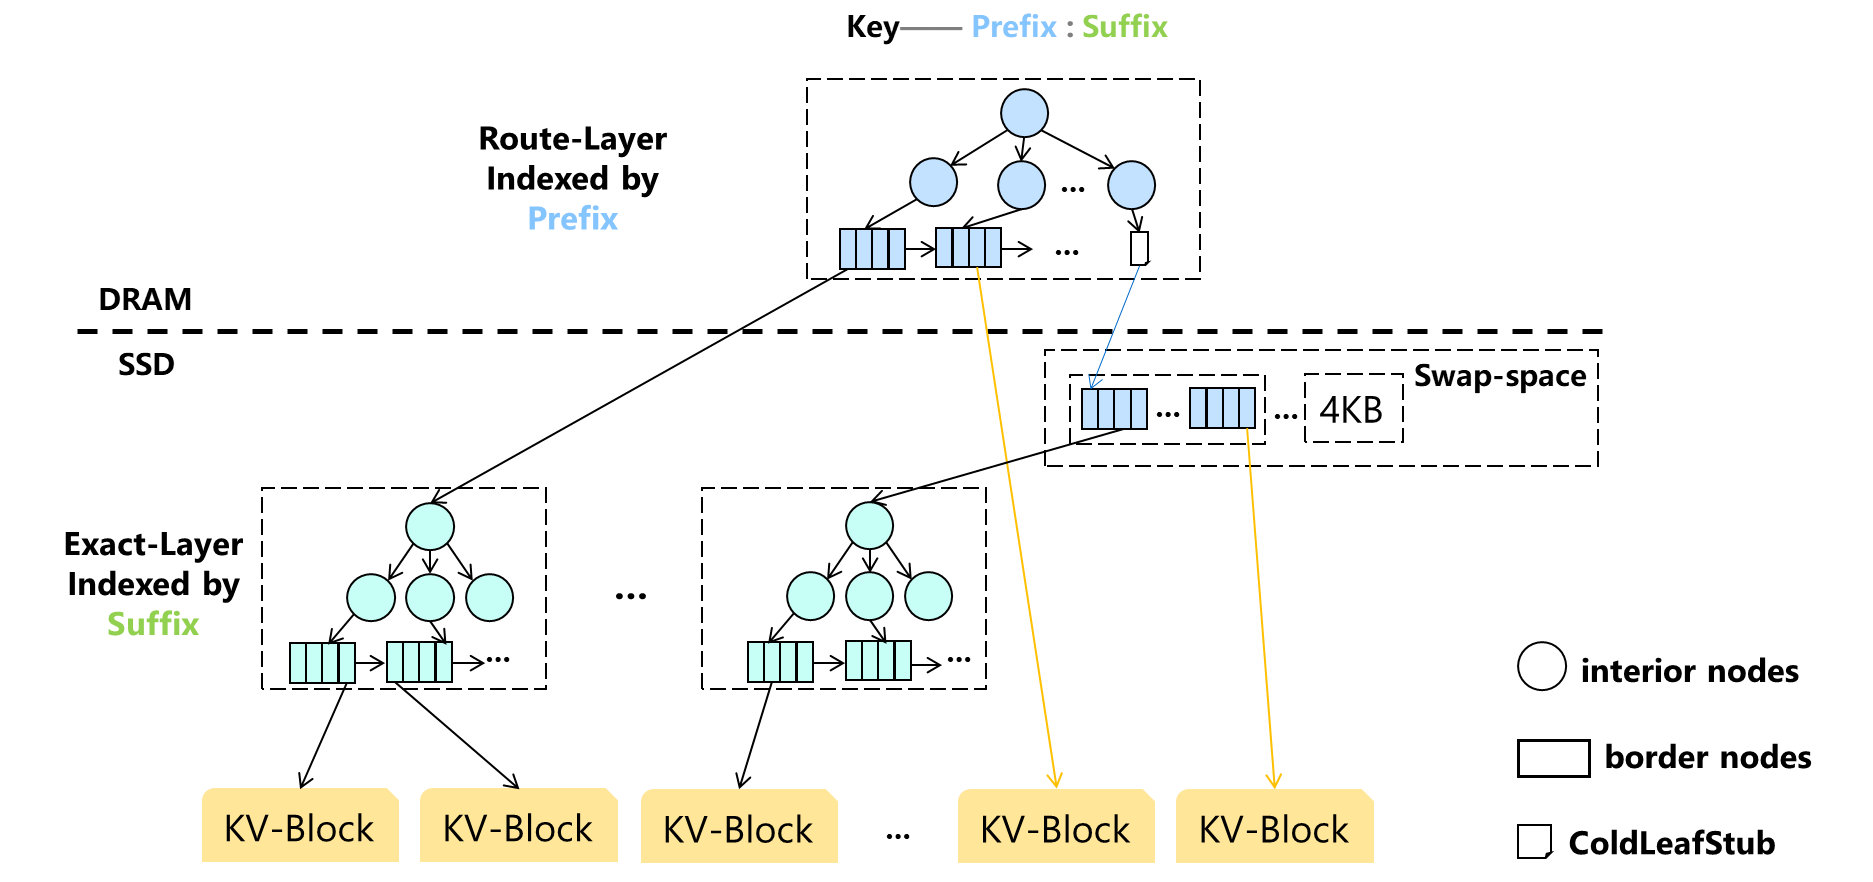 Key—— Prefix : Suffix
Route-Layer
Indexed by
Prefix
...
...
DRAM
SSD
Swap-space
... ... 4KB
Exact-Layer
Indexed by
Suffix
...
...
...
interior nodes
border nodes
ColdLeafStub
KV-Block KV-Block KV-Block ... KV-Block KV-Block